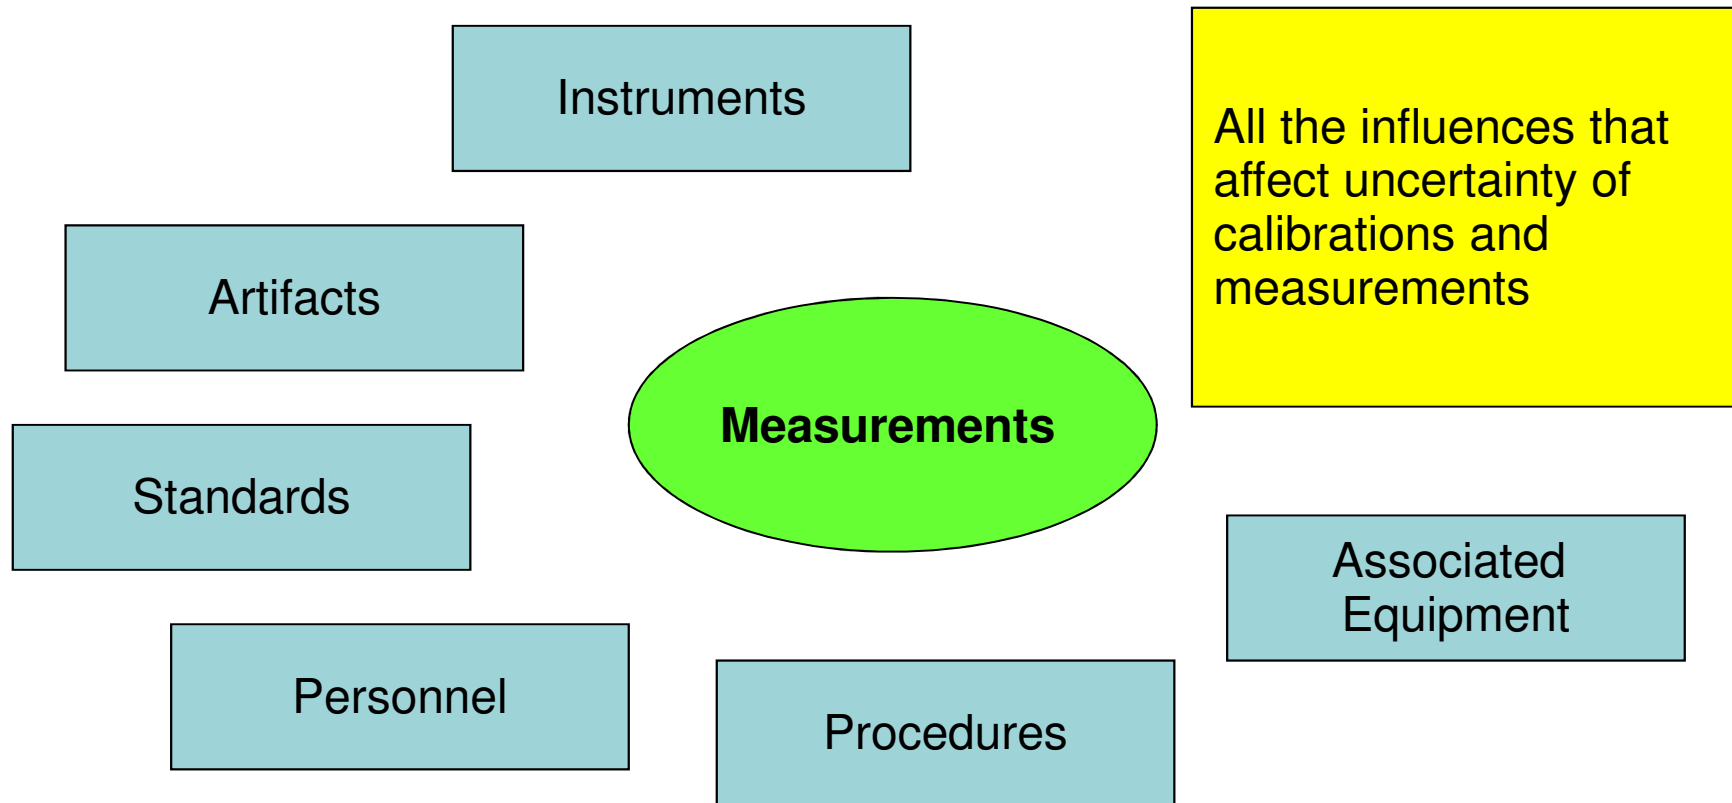 Instruments
All the influences that
affect uncertainty of
calibrations and
measurements
Artifacts
Measurements
Standards
Associated
Equipment
Personnel
Procedures